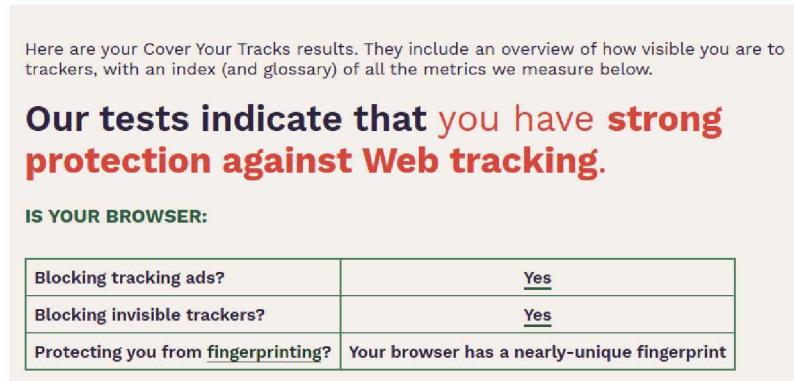 Here are your Cover Your Tracks results. They include an overview of how visible you are to
trackers, with an index (and glossary) of all the metrics we measure below.
Our tests indicate that you have strong
protection against Web tracking.
IS YOUR BROWSER:
Blocking tracking ads? Yes
Blocking invisible trackers? Yes
Protecting you from fingerprinting? Your browser has a nearly-unique fingerprint